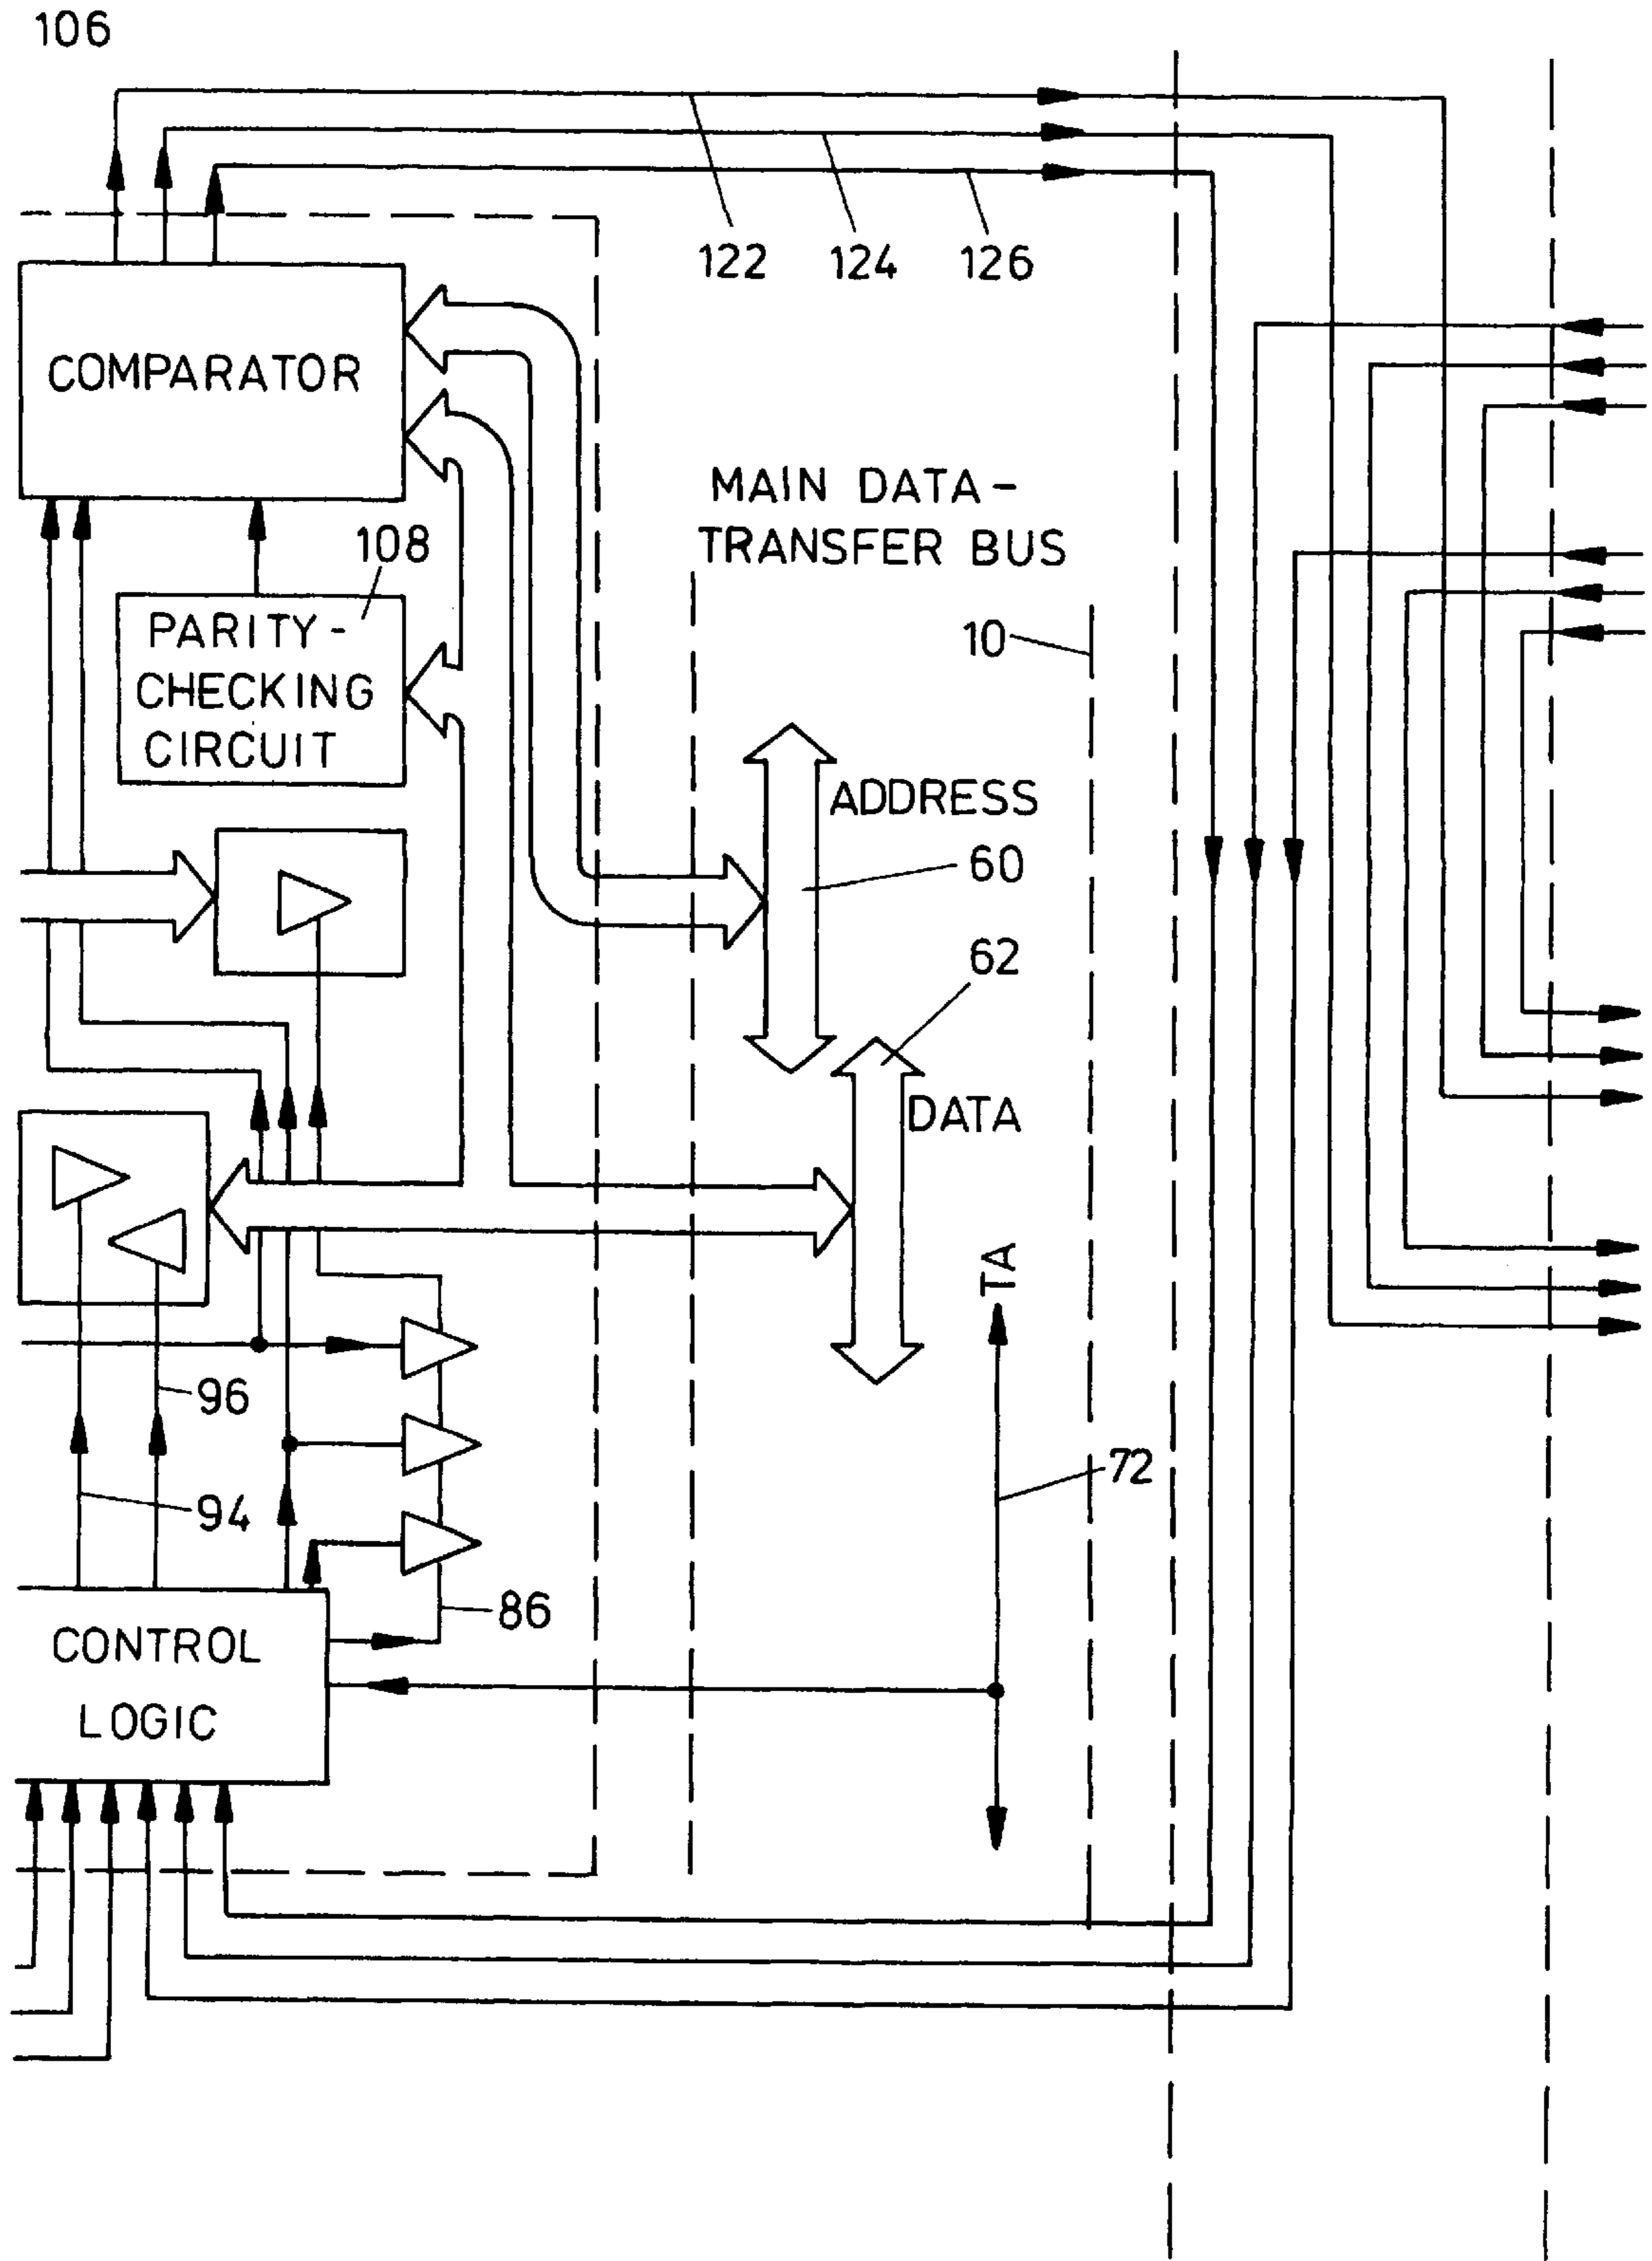 106
122
124
126
COMPARATOR
MAIN DATA-
TRANSFER BUS
108
PARITY-
CHECKING
CIRCUIT
10
ADDRESS
60
62
DATA
TA
96
72
94
86
CONTROL
LOGIC